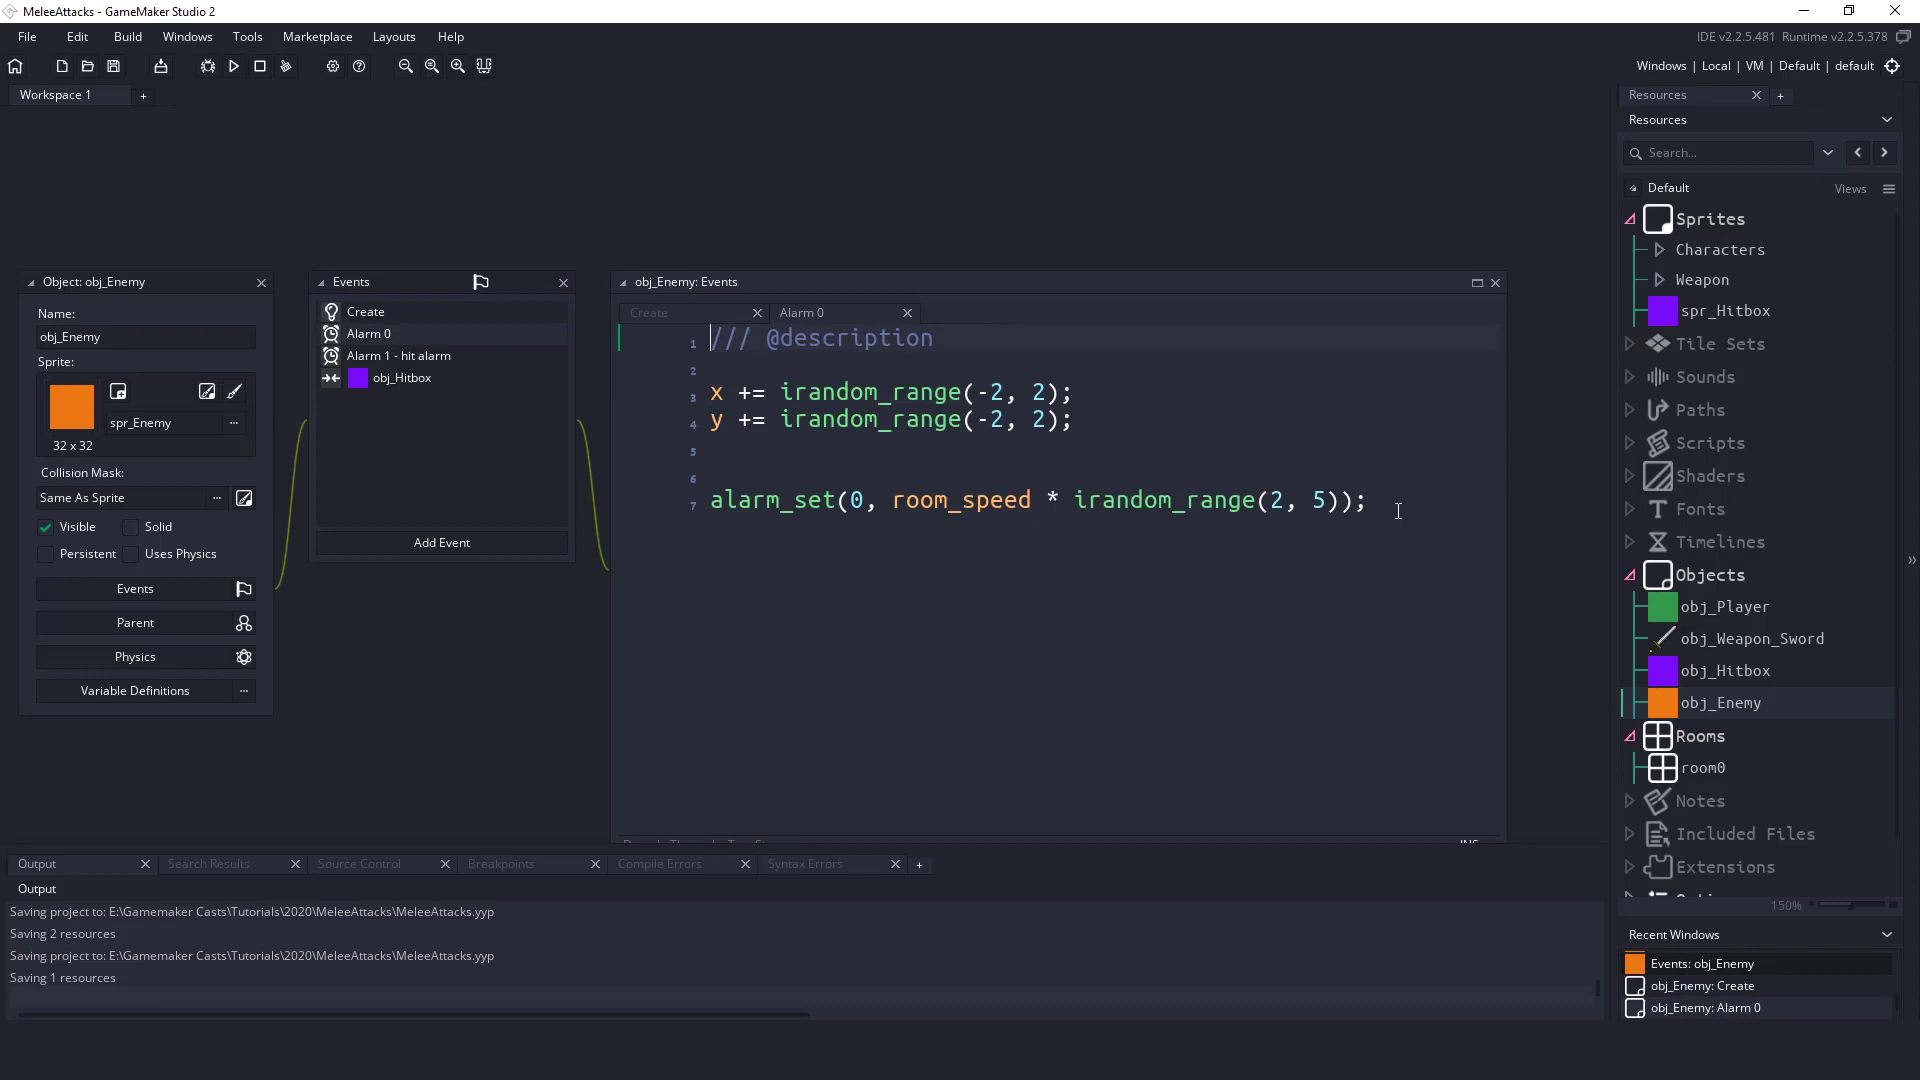 MeleeAttacks - GameMaker Studio 2
File Edit Build Windows Tools Marketplace Layouts Help
IDE v2.2.5.481 Runtime v2.2.5.378
Windows | Local | VM | Default | default
Workspace 1 +
Resources +
Resources
Search...
Default Views
Sprites
Characters
Weapon
spr_Hitbox
Tile Sets
Sounds
Paths
Scripts
Shaders
Fonts
Timelines
Objects
obj_Player
obj_Weapon_Sword
obj_Hitbox
obj_Enemy
Rooms
room0
Notes
Included Files
Extensions
150%
Recent Windows
Events: obj_Enemy
obj_Enemy: Create
obj_Enemy: Alarm 0
Object: obj_Enemy
Name:
obj_Enemy
Sprite:
spr_Enemy ...
32 x 32
Collision Mask:
Same As Sprite ...
Visible Solid
Persistent Uses Physics
Events
Parent
Physics
Variable Definitions ...
Events
Create
Alarm 0
Alarm 1 - hit alarm
obj_Hitbox
Add Event
obj_Enemy: Events
Create Alarm 0
1 /// @description
2
3 x += irandom_range(-2, 2);
4 y += irandom_range(-2, 2);
5
6
7 alarm_set(0, room_speed * irandom_range(2, 5));
Output Search Results Source Control Breakpoints Compile Errors Syntax Errors +
Output
Saving project to: E:\Gamemaker Casts\Tutorials\2020\MeleeAttacks\MeleeAttacks.yyp
Saving 2 resources
Saving project to: E:\Gamemaker Casts\Tutorials\2020\MeleeAttacks\MeleeAttacks.yyp
Saving 1 resources